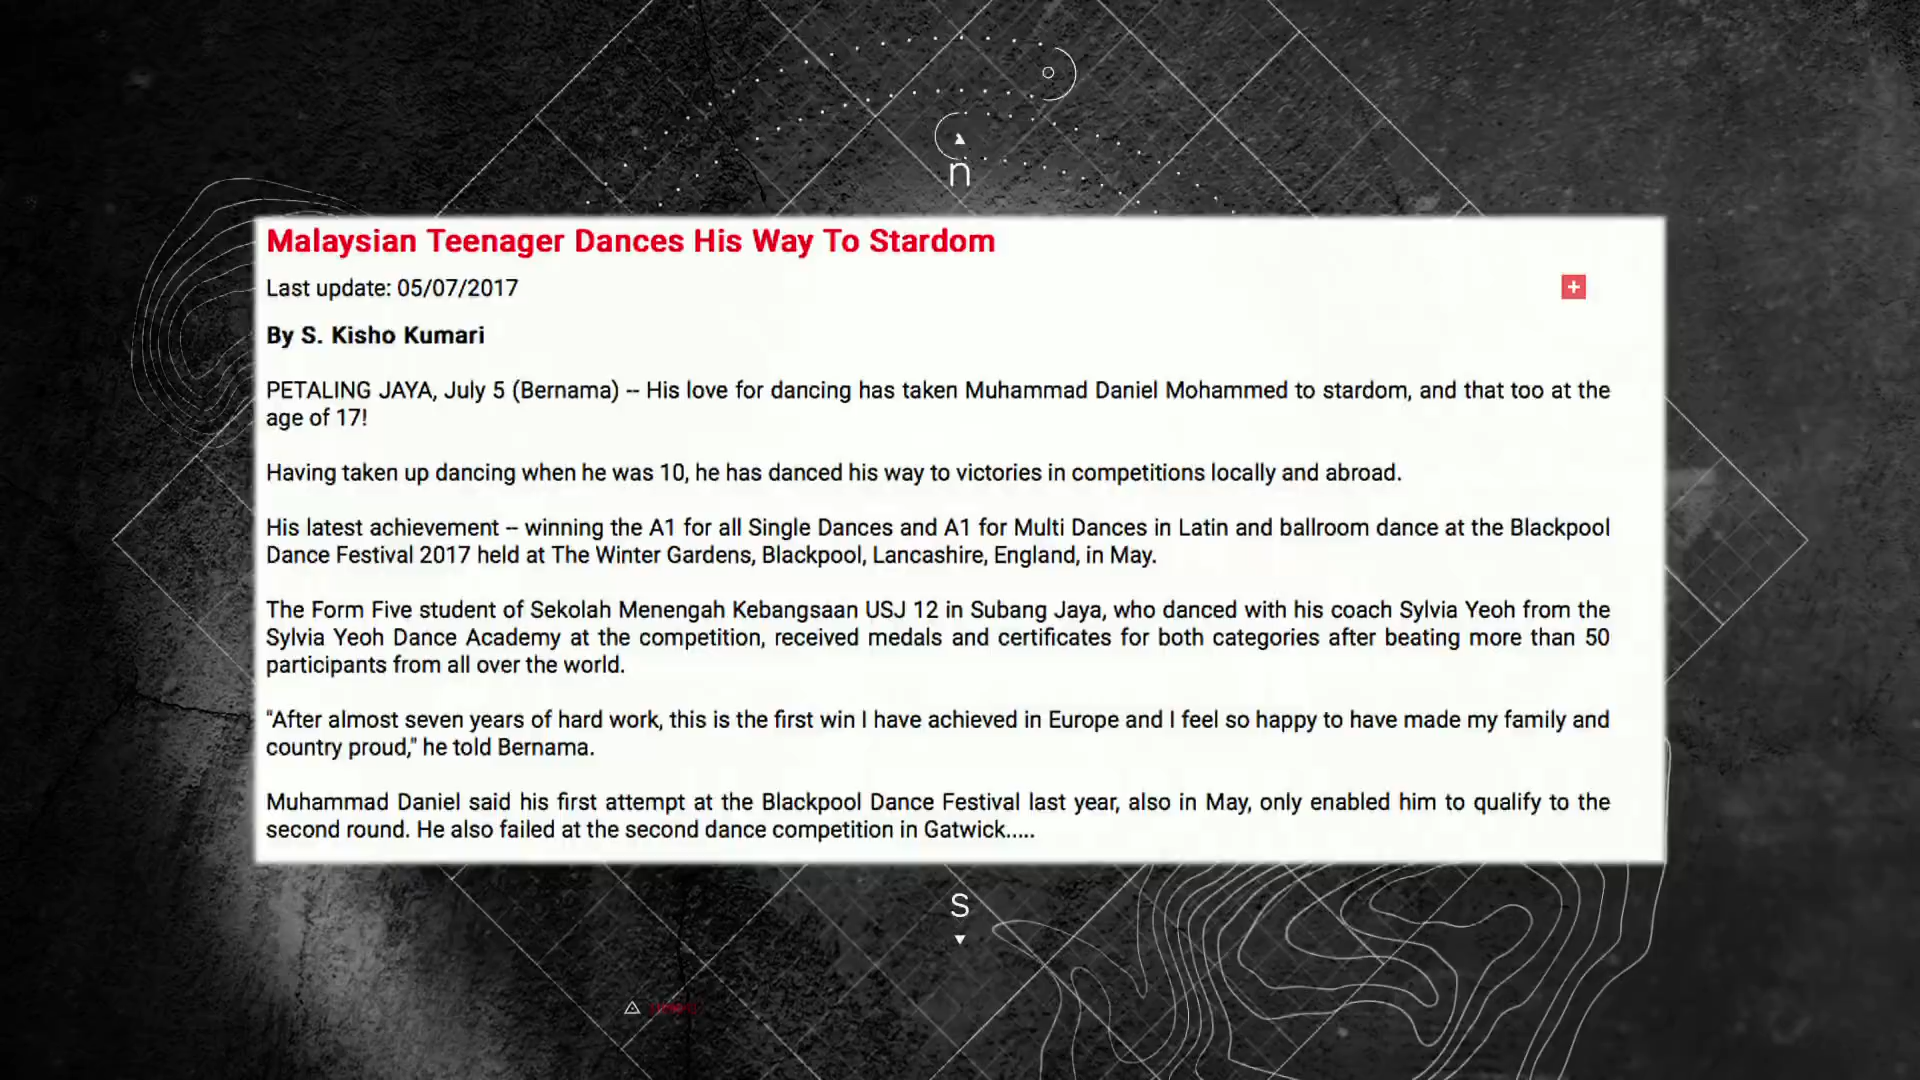 n
Malaysian Teenager Dances His Way To Stardom
Last update: 05/07/2017
+
By S. Kisho Kumari
PETALING JAYA, July 5 (Bernama) -- His love for dancing has taken Muhammad Daniel Mohammed to stardom, and that too at the
age of 17!
Having taken up dancing when he was 10, he has danced his way to victories in competitions locally and abroad.
His latest achievement -- winning the A1 for all Single Dances and A1 for Multi Dances in Latin and ballroom dance at the Blackpool
Dance Festival 2017 held at The Winter Gardens, Blackpool, Lancashire, England, in May.
The Form Five student of Sekolah Menengah Kebangsaan USJ 12 in Subang Jaya, who danced with his coach Sylvia Yeoh from the
Sylvia Yeoh Dance Academy at the competition, received medals and certificates for both categories after beating more than 50
participants from all over the world.
"After almost seven years of hard work, this is the first win I have achieved in Europe and I feel so happy to have made my family and
country proud," he told Bernama.
Muhammad Daniel said his first attempt at the Blackpool Dance Festival last year, also in May, only enabled him to qualify to the
second round. He also failed at the second dance competition in Gatwick.....
S